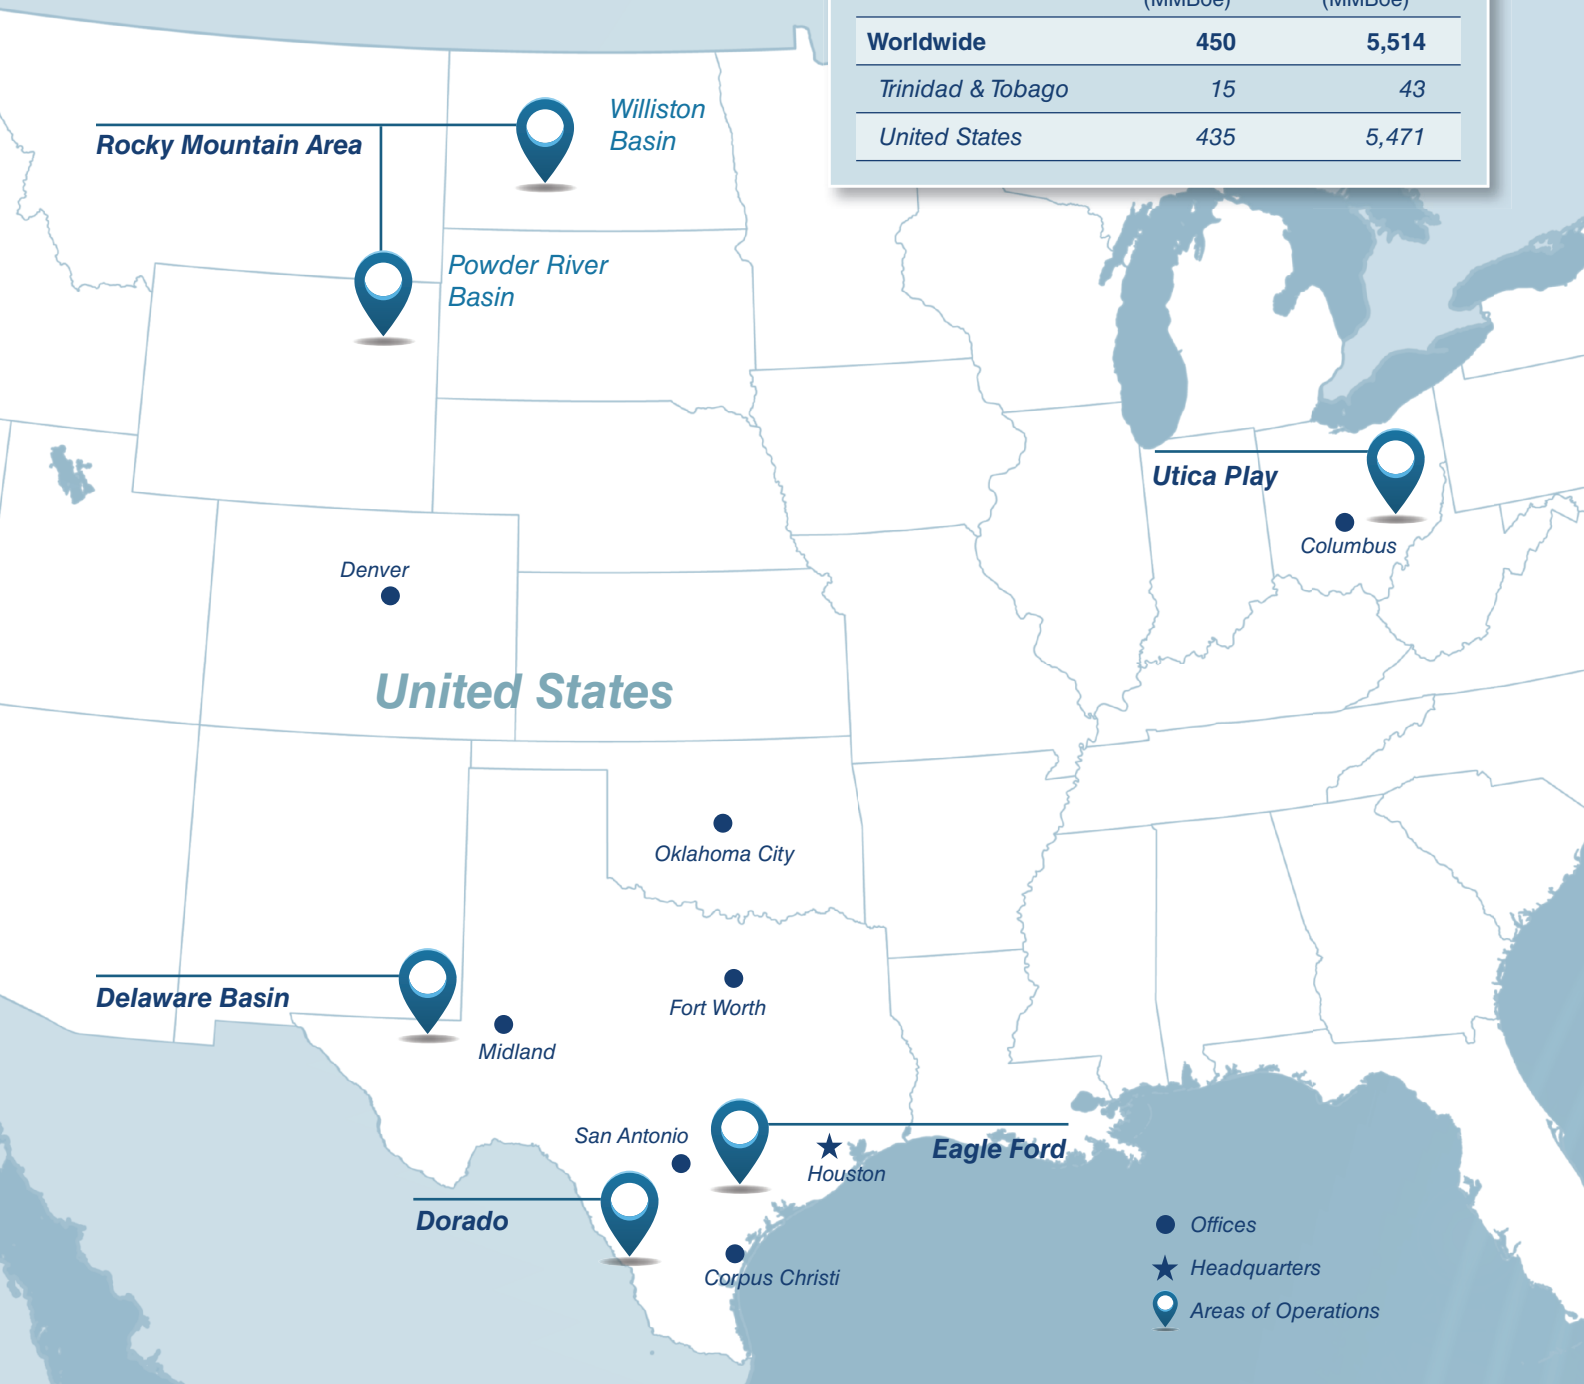 (MMBoe) (MMBoe)
Worldwide 450 5,514
Trinidad & Tobago 15 43
United States 435 5,471
Williston
Basin
Rocky Mountain Area
Powder River
Basin
Utica Play
Columbus
Denver
United States
Oklahoma City
Delaware Basin
Fort Worth
Midland
San Antonio
Eagle Ford
Houston
Dorado
Corpus Christi
Offices
Headquarters
Areas of Operations